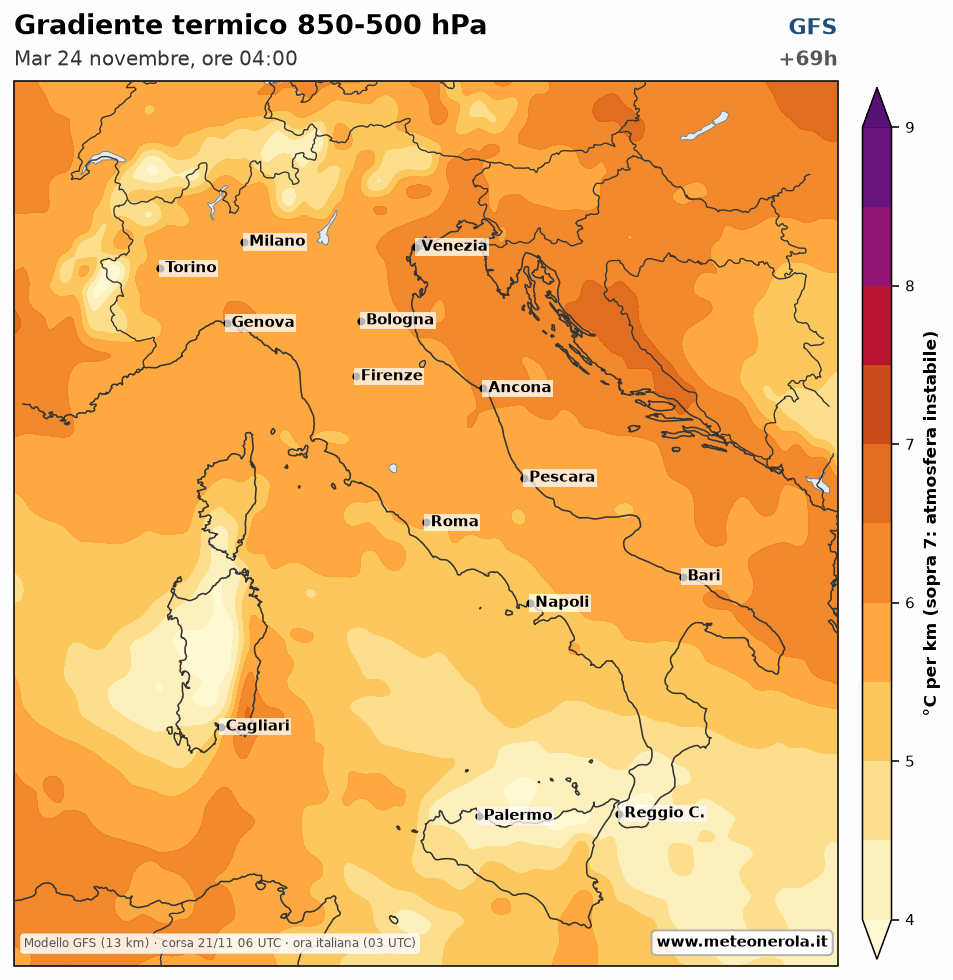 Gradiente termico 850-500 hPa
GFS
Mar 24 novembre, ore 04:00
+69h
Milano
Venezia
Torino
Genova
Bologna
Firenze
Ancona
Pescara
Roma
Bari
Napoli
Cagliari
Palermo
Reggio C.
9
8
7
6
5
4
°C per km (sopra 7: atmosfera instabile)
Modello GFS (13 km) · corsa 21/11 06 UTC · ora italiana (03 UTC)
www.meteonerola.it